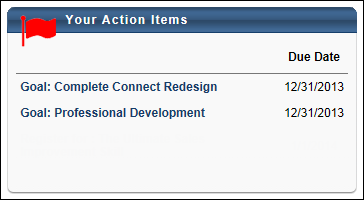 Your Action Items
Due Date
Goal: Complete Connect Redesign 12/31/2013
Goal: Professional Development 12/31/2013